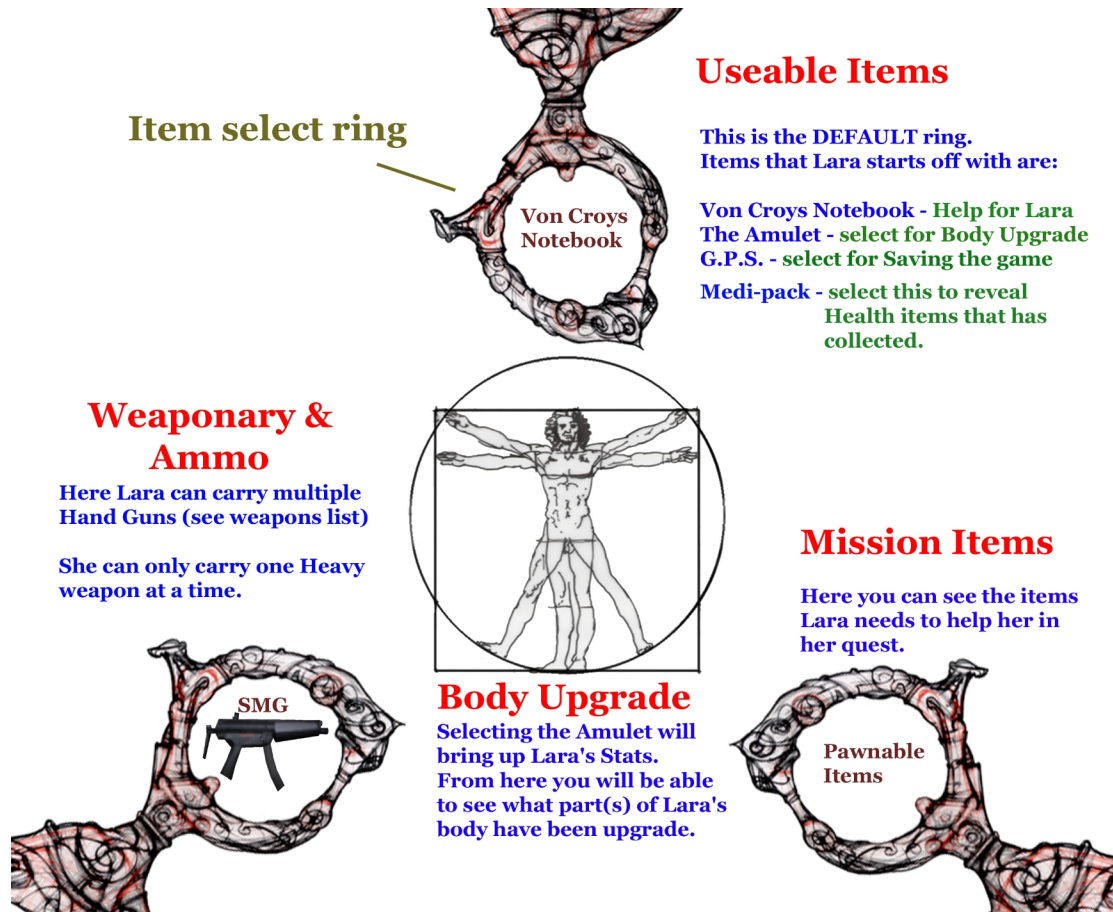 Useable Items
Item select ring
This is the DEFAULT ring.
Items that Lara starts off with are:
Von Croys Notebook - Help for Lara
The Amulet - select for Body Upgrade
G.P.S. - select for Saving the game
Medi-pack - select this to reveal
Health items that has
collected.
Von Croys
Notebook
Weaponary &
Ammo
Here Lara can carry multiple
Hand Guns (see weapons list)
She can only carry one Heavy
weapon at a time.
SMG
Body Upgrade
Selecting the Amulet will
bring up Lara's Stats.
From here you will be able
to see what part(s) of Lara's
body have been upgrade.
Mission Items
Here you can see the items
Lara needs to help her in
her quest.
Pawnable
Items